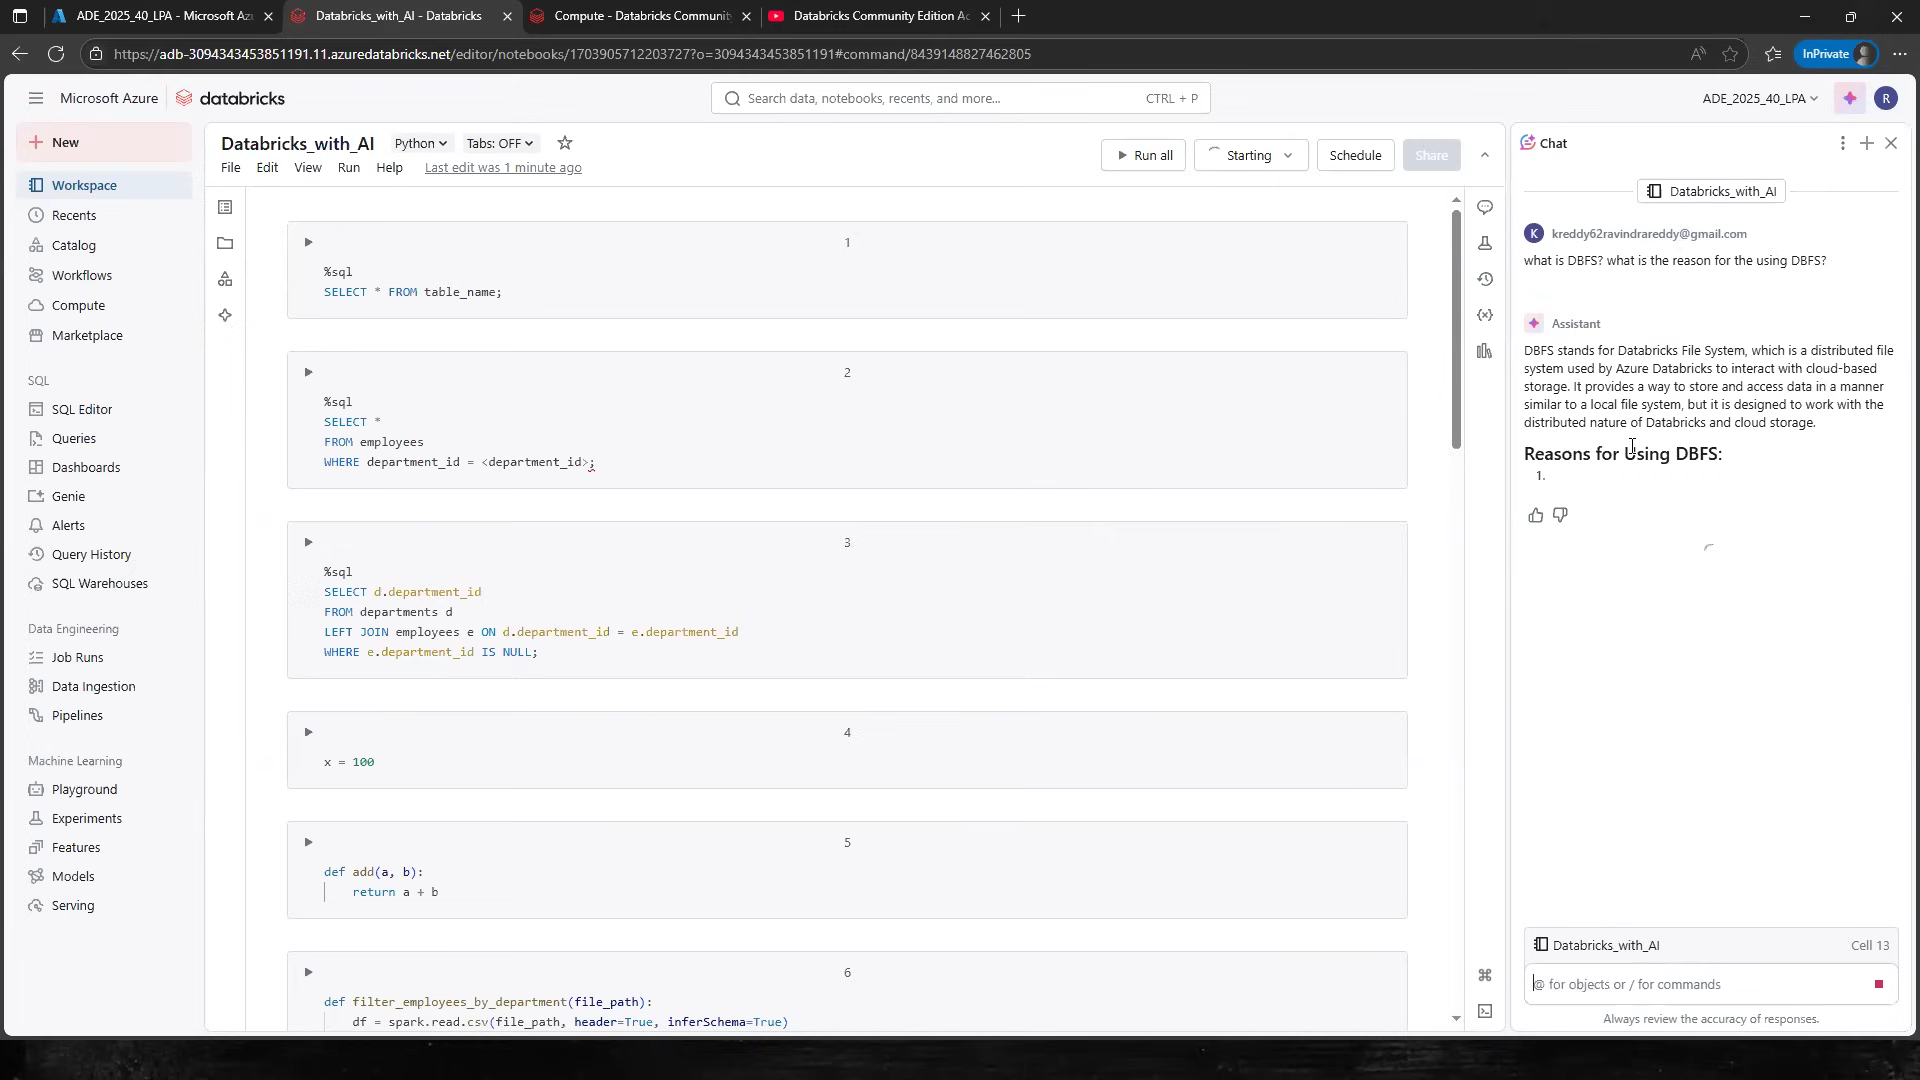 ADE_2025_40_LPA - Microsoft Az
Databricks_with_AI - Databricks
Compute - Databricks Communi
Databricks Community Edition Ac
https://adb-3094343453851191.11.azuredatabricks.net/editor/notebooks/1703905712203727?o=3094343453851191#command/8439148827462805
InPrivate
Microsoft Azure
databricks
Search data, notebooks, recents, and more...
CTRL + P
ADE_2025_40_LPA
R
New
Workspace
Recents
Catalog
Workflows
Compute
Marketplace
SQL
SQL Editor
Queries
Dashboards
Genie
Alerts
Query History
SQL Warehouses
Data Engineering
Job Runs
Data Ingestion
Pipelines
Machine Learning
Playground
Experiments
Features
Models
Serving
Databricks_with_AI
Python
Tabs: OFF
File
Edit
View
Run
Help
Last edit was 1 minute ago
Run all
Starting
Schedule
Share
1
%sql
SELECT * FROM table_name;
2
%sql
SELECT *
FROM employees
WHERE department_id = <department_id>;
3
%sql
SELECT d.department_id
FROM departments d
LEFT JOIN employees e ON d.department_id = e.department_id
WHERE e.department_id IS NULL;
4
x = 100
5
def add(a, b):
return a + b
6
def filter_employees_by_department(file_path):
df = spark.read.csv(file_path, header=True, inferSchema=True)
Chat
Databricks_with_AI
K
kreddy62ravindrareddy@gmail.com
what is DBFS? what is the reason for the using DBFS?
Assistant
DBFS stands for Databricks File System, which is a distributed file
system used by Azure Databricks to interact with cloud-based
storage. It provides a way to store and access data in a manner
similar to a local file system, but it is designed to work with the
distributed nature of Databricks and cloud storage.
Reasons for Using DBFS:
1.
Databricks_with_AI
Cell 13
@ for objects or / for commands
Always review the accuracy of responses.